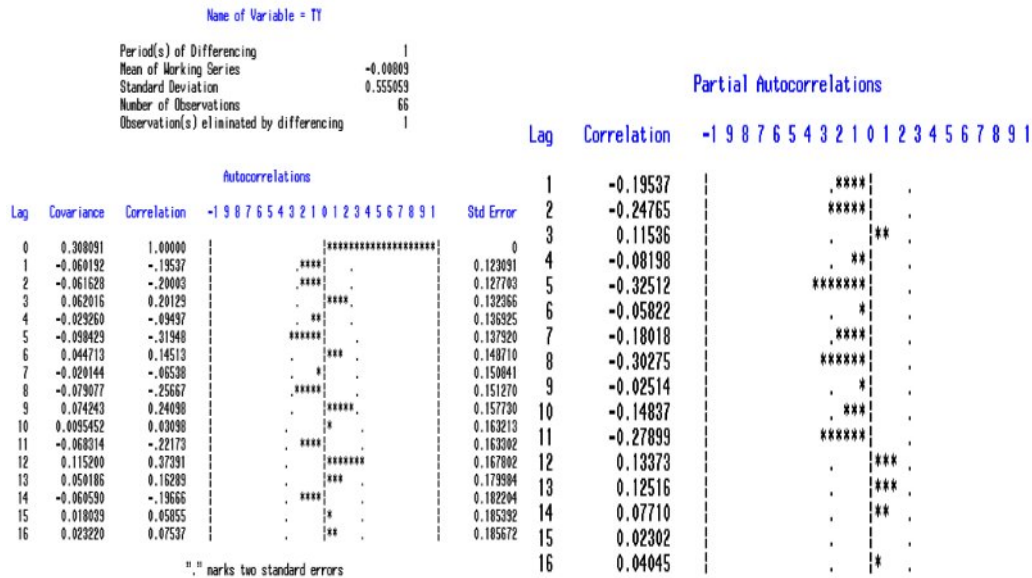 Name of Variable = TY
Period(s) of Differencing 1
Mean of Working Series -0.00809
Standard Deviation 0.555059
Number of Observations 66
Observation(s) eliminated by differencing 1
Autocorrelations
Lag Covariance Correlation -1 9 8 7 6 5 4 3 2 1 0 1 2 3 4 5 6 7 8 9 1 Std Error
0 0.308091 1.00000 | |********************| 0
1 -0.060192 -.19537 | .****| . | 0.123091
2 -0.061628 -.20003 | .****| . | 0.127703
3 0.062016 0.20129 | . |****. | 0.132366
4 -0.029260 -.09497 | . **| . | 0.136925
5 -0.098429 -.31948 | ******| . | 0.137920
6 0.044713 0.14513 | . |*** . | 0.148710
7 -0.020144 -.06538 | . *| . | 0.150841
8 -0.079077 -.25667 | .*****| . | 0.151270
9 0.074243 0.24098 | . |*****. | 0.157730
10 0.0095452 0.03098 | . |* . | 0.163213
11 -0.068314 -.22173 | . ****| . | 0.163302
12 0.115200 0.37391 | . |******* | 0.167802
13 0.050186 0.16289 | . |*** . | 0.179984
14 -0.060590 -.19666 | . ****| . | 0.182204
15 0.018039 0.05855 | . |* . | 0.185392
16 0.023220 0.07537 | . |** . | 0.185672
"." marks two standard errors
Partial Autocorrelations
Lag Correlation -1 9 8 7 6 5 4 3 2 1 0 1 2 3 4 5 6 7 8 9 1
1 -0.19537 | .****| . |
2 -0.24765 | *****| . |
3 0.11536 | . |** . |
4 -0.08198 | . **| . |
5 -0.32512 | *******| . |
6 -0.05822 | . *| . |
7 -0.18018 | .****| . |
8 -0.30275 | ******| . |
9 -0.02514 | . *| . |
10 -0.14837 | . ***| . |
11 -0.27899 | ******| . |
12 0.13373 | . |*** . |
13 0.12516 | . |*** . |
14 0.07710 | . |** . |
15 0.02302 | . | . |
16 0.04045 | . |* . |